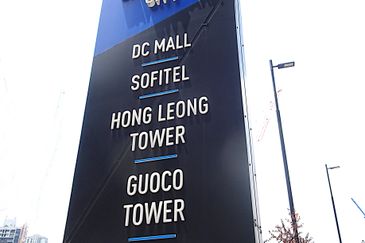 DC MALL
SOFITEL
HONG LEONG
TOWER
GUOCO
TOWER